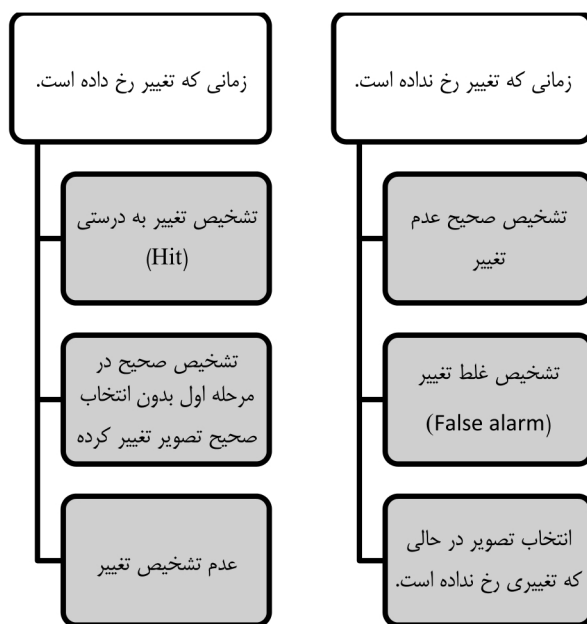 زمانی که تغییر رخ نداده است.
تشخیص صحیح عدم
تغییر
تشخیص غلط تغییر
(False alarm)
انتخاب تصویر در حالی
که تغییری رخ نداده است.
زمانی که تغییر رخ داده است.
تشخیص تغییر به درستی
(Hit)
تشخیص صحیح در
مرحله اول بدون انتخاب
صحیح تصویر تغییر کرده
عدم تشخیص تغییر